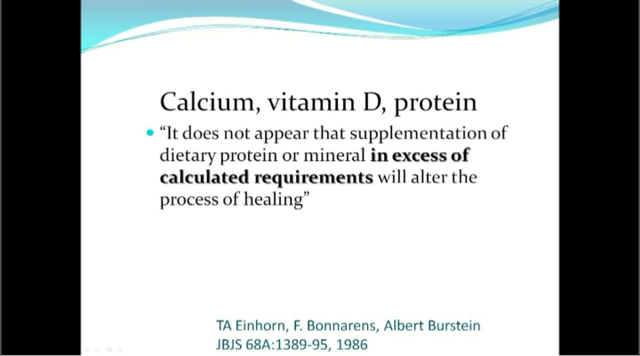 Calcium, vitamin D, protein
• “It does not appear that supplementation of
dietary protein or mineral in excess of
calculated requirements will alter the
process of healing”
TA Einhorn, F. Bonnarens, Albert Burstein
JBJS 68A:1389-95, 1986